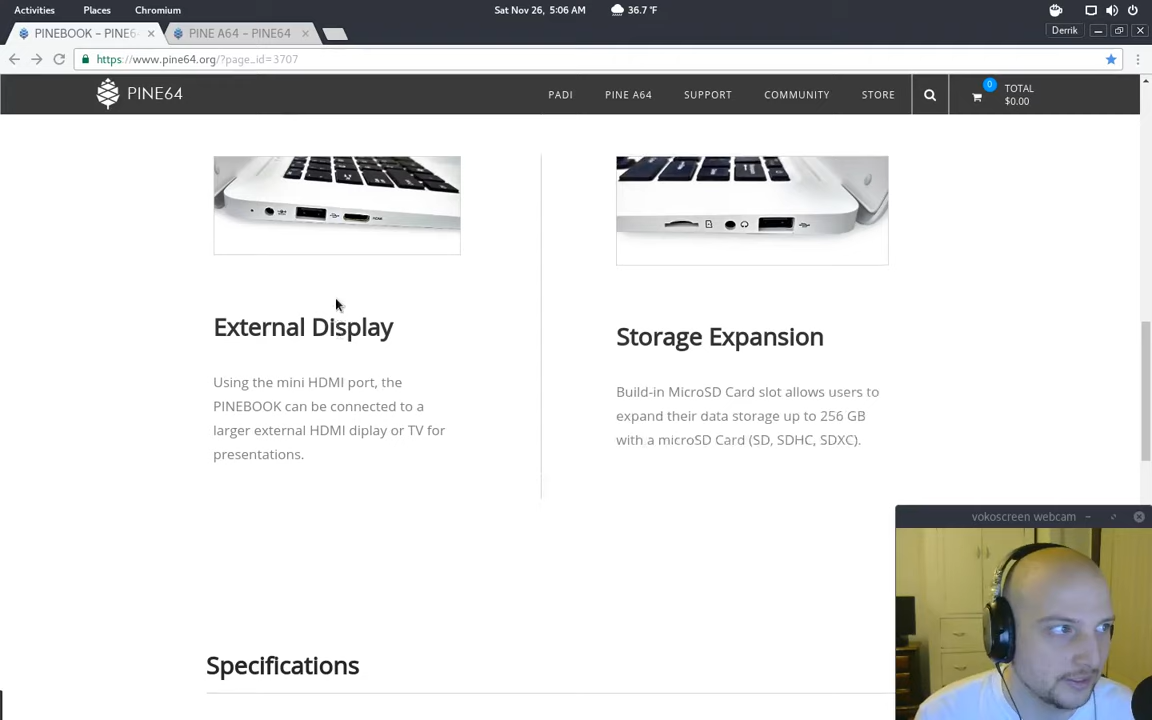 Activities Places Chromium Sat Nov 26, 5:06 AM 36.7 °F
PINEBOOK – PINE6 PINE A64 – PINE64 Derrik
https://www.pine64.org/?page_id=3707
PINE64 PADI PINE A64 SUPPORT COMMUNITY STORE 0 TOTAL
$0.00
HDMI
External Display
Using the mini HDMI port, the
PINEBOOK can be connected to a
larger external HDMI diplay or TV for
presentations.
Storage Expansion
Build-in MicroSD Card slot allows users to
expand their data storage up to 256 GB
with a microSD Card (SD, SDHC, SDXC).
vokoscreen webcam
Specifications